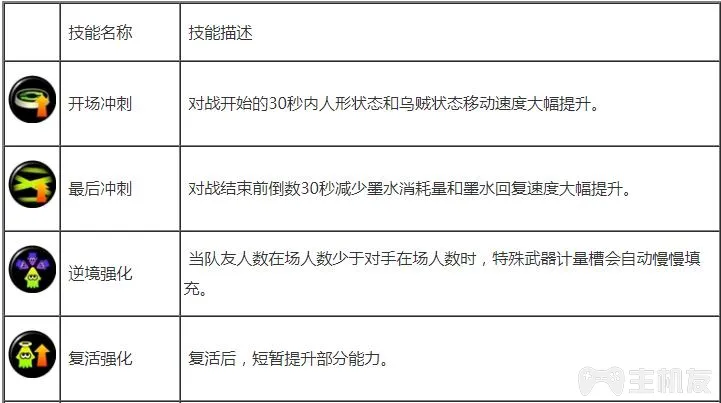 技能名称 技能描述
开场冲刺 对战开始的30秒内人形状态和乌贼状态移动速度大幅提升。
最后冲刺 对战结束前倒数30秒减少墨水消耗量和墨水回复速度大幅提升。
逆境强化 当队友人数在场人数少于对手在场人数时，特殊武器计量槽会自动慢慢填
充。
复活强化 复活后，短暂提升部分能力。
主机友